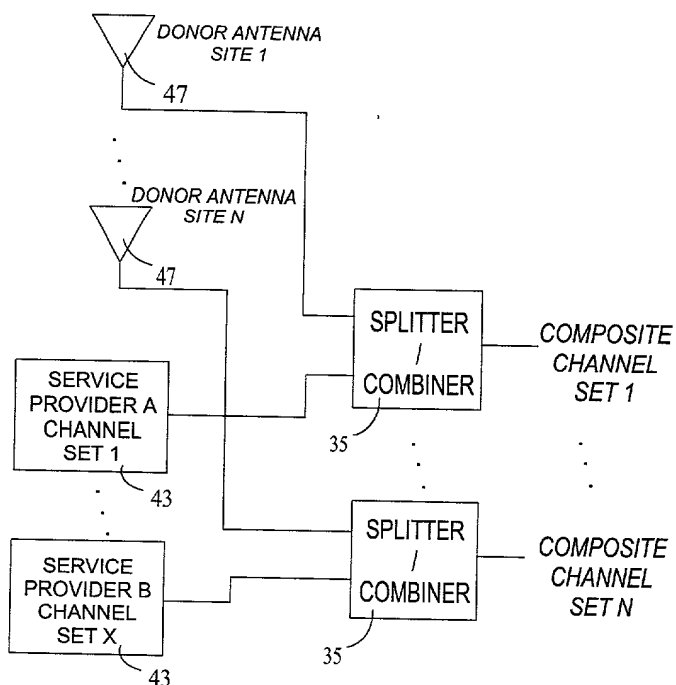 DONOR ANTENNA
SITE 1
47
DONOR ANTENNA
SITE N
47
SPLITTER
/
COMBINER
35
COMPOSITE
CHANNEL
SET 1
SERVICE
PROVIDER A
CHANNEL
SET 1
43
SPLITTER
/
COMBINER
35
COMPOSITE
CHANNEL
SET N
SERVICE
PROVIDER B
CHANNEL
SET X
43